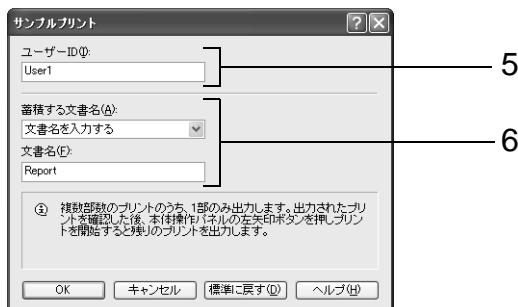 サンプルプリント
ユーザーID(I):
User1
5
蓄積する文書名(A):
文書名を入力する
6
文書名(F):
Report
複数部数のプリントのうち、1部のみ出力します。出力されたプリ
ントを確認した後、本体操作パネルの左矢印ボタンを押しプリン
トを開始すると残りのプリントを出力します。
OK キャンセル 標準に戻す(D) ヘルプ(H)